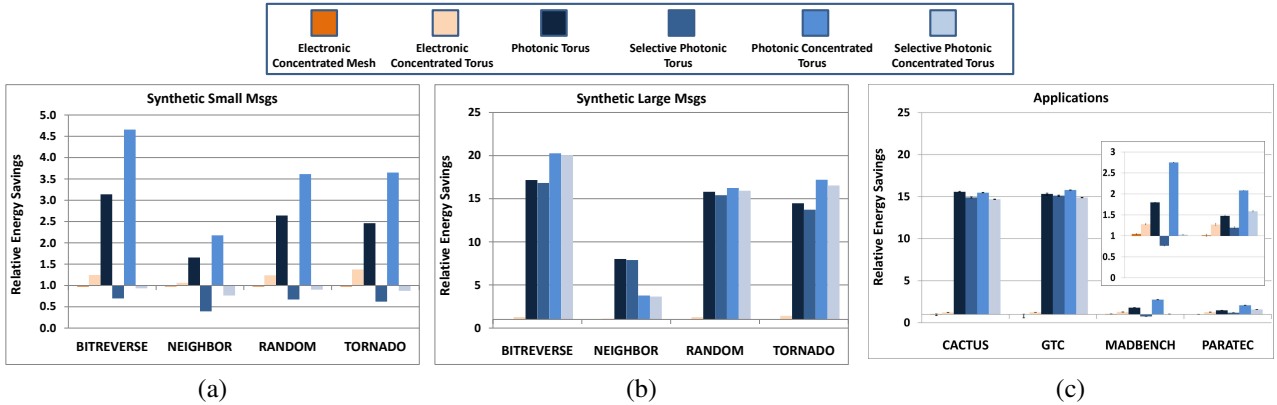 Electronic Concentrated Mesh
Electronic Concentrated Torus
Photonic Torus
Selective Photonic Torus
Photonic Concentrated Torus
Selective Photonic Concentrated Torus
Synthetic Small Msgs
Relative Energy Savings
5.0
4.5
4.0
3.5
3.0
2.5
2.0
1.5
1.0
0.5
0.0
BITREVERSE NEIGHBOR RANDOM TORNADO
(a)
Synthetic Large Msgs
Relative Energy Savings
25
20
15
10
5
0
BITREVERSE NEIGHBOR RANDOM TORNADO
(b)
Applications
Relative Energy Savings
25
20
15
10
5
0
3
2.5
2
1.5
1
0.5
0
CACTUS GTC MADBENCH PARATEC
(c)